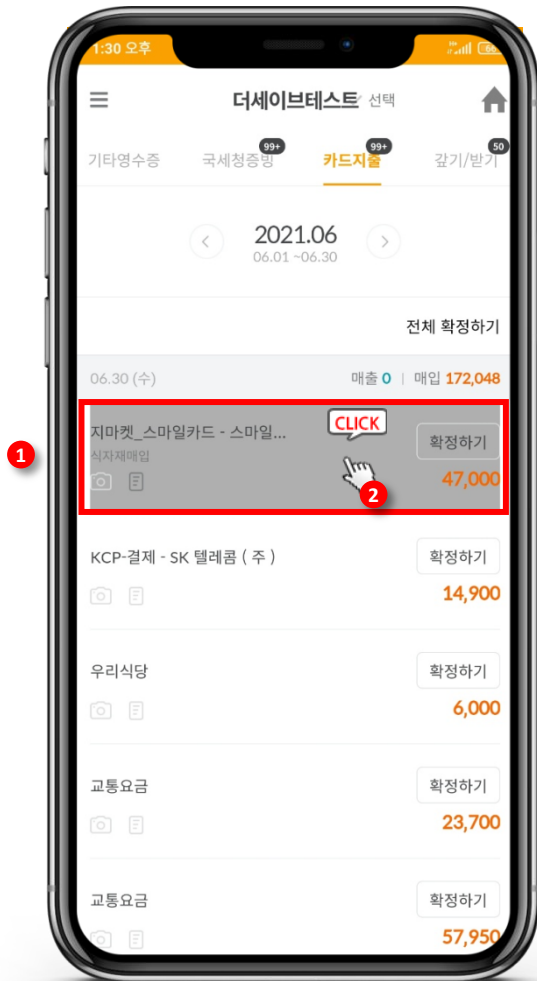 1:30 오후
66
더세이브테스트 선택
기타영수증 국세청증빙 99+ 카드지출 99+ 갚기/받기 50
2021.06
06.01 ~06.30
전체 확정하기
06.30 (수) 매출 0 | 매입 172,048
지마켓_스마일카드 - 스마일... CLICK 확정하기
1
식자재매입
2
47,000
KCP-결제 - SK 텔레콤 ( 주 ) 확정하기
14,900
우리식당 확정하기
6,000
교통요금 확정하기
23,700
교통요금 확정하기
57,950